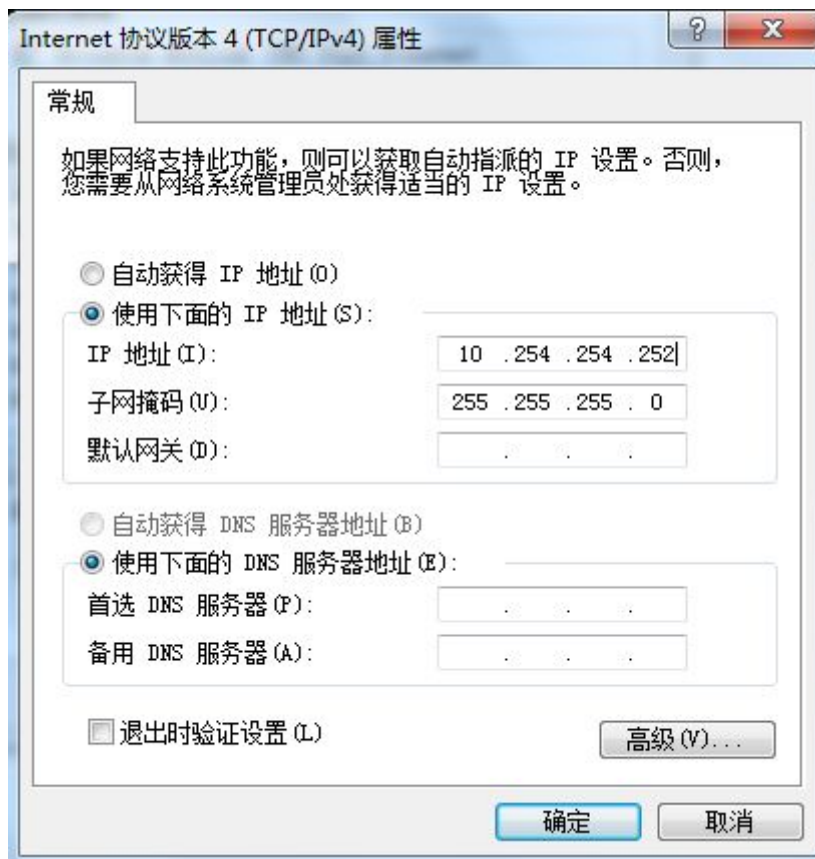 Internet 协议版本 4 (TCP/IPv4) 属性
?
常规
如果网络支持此功能，则可以获取自动指派的 IP 设置。否则，
您需要从网络系统管理员处获得适当的 IP 设置。
自动获得 IP 地址(O)
使用下面的 IP 地址(S):
IP 地址(I): 10 .254 .254 .252
子网掩码(U): 255 .255 .255 . 0
默认网关(D): . . .
自动获得 DNS 服务器地址(B)
使用下面的 DNS 服务器地址(E):
首选 DNS 服务器(P): . . .
备用 DNS 服务器(A): . . .
退出时验证设置(L)
高级(V)...
确定 取消